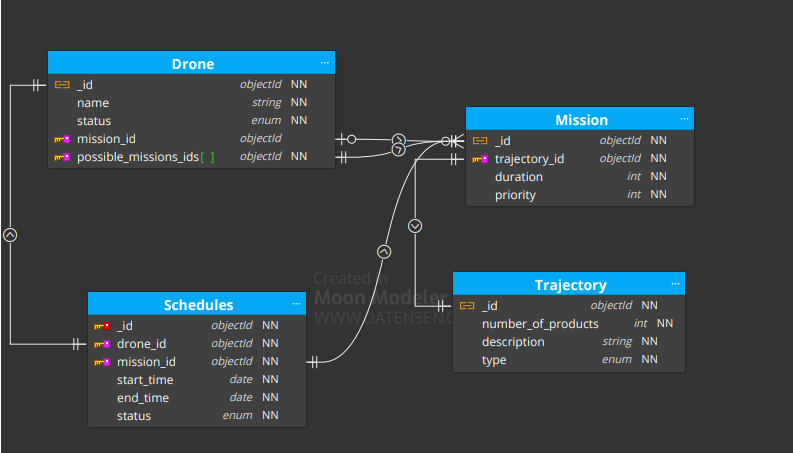 Drone ...
_id objectId NN
name string NN
status enum NN
mission_id objectId
possible_missions_ids[ ] objectId NN
Mission ...
_id objectId NN
trajectory_id objectId NN
duration int NN
priority int NN
Schedules ...
_id objectId NN
drone_id objectId NN
mission_id objectId NN
start_time date NN
end_time date NN
status enum NN
Created in
Moon Modeler
WWW.DATENSEN.C
Trajectory ...
_id objectId NN
number_of_products int NN
description string NN
type enum NN